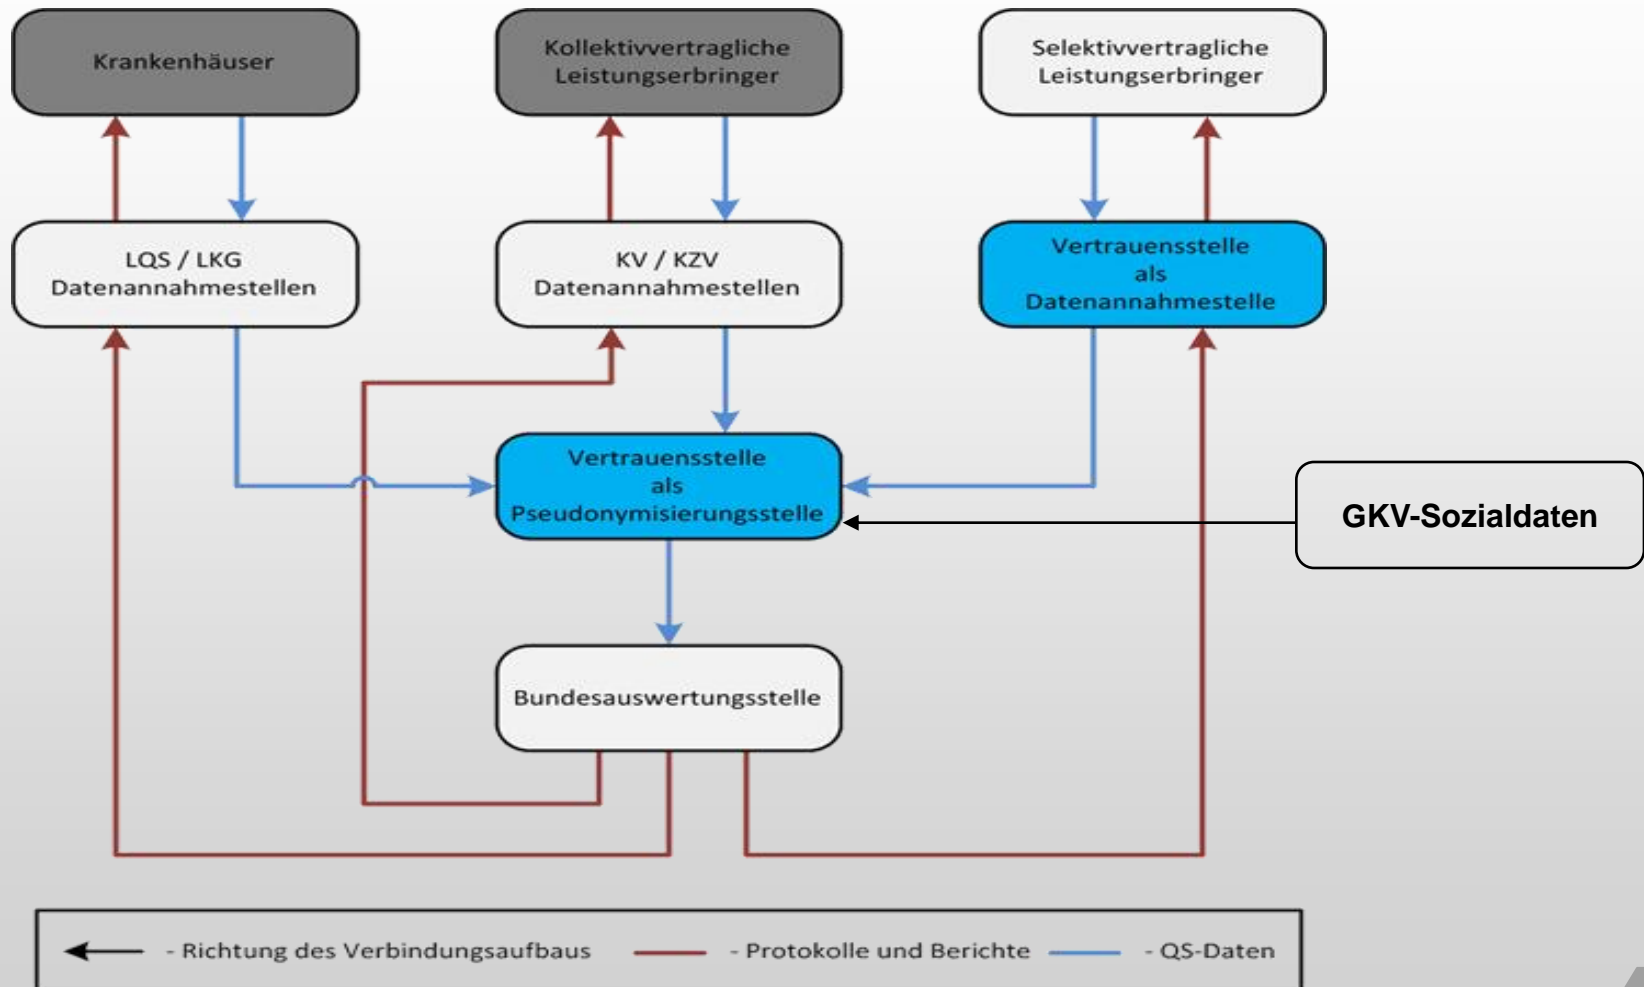 Krankenhäuser
Kollektivvertragliche
Leistungserbringer
Selektivvertragliche
Leistungserbringer
LQS / LKG
Datenannahmestellen
KV / KZV
Datenannahmestellen
Vertrauensstelle
als
Datenannahmestelle
Vertrauensstelle
als
Pseudonymisierungsstelle
GKV-Sozialdaten
Bundesauswertungsstelle
- Richtung des Verbindungsaufbaus
- Protokolle und Berichte
- QS-Daten